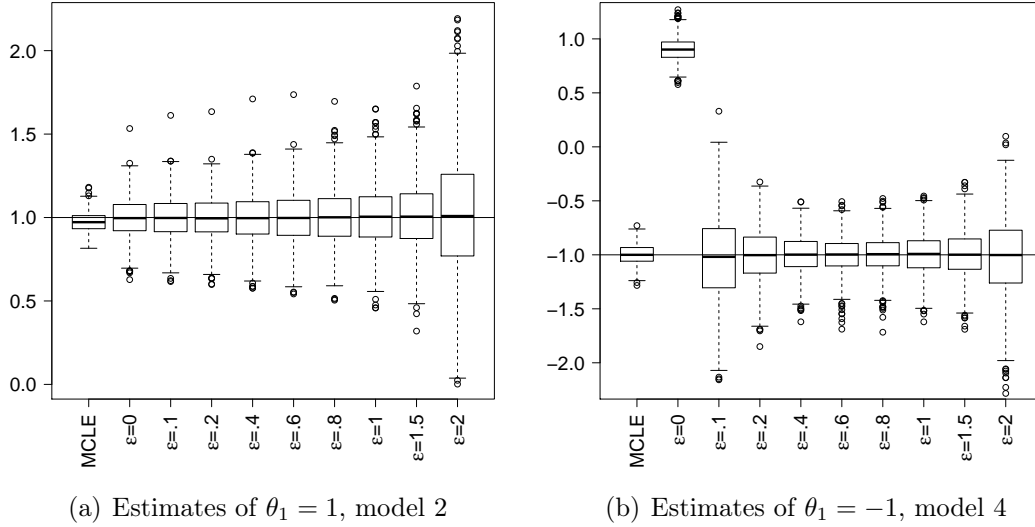 2.0
1.5
1.0
0.5
0.0
MCLE
ε=0
ε=.1
ε=.2
ε=.4
ε=.6
ε=.8
ε=1
ε=1.5
ε=2
(a) Estimates of θ₁ = 1, model 2
1.0
0.5
0.0
−0.5
−1.0
−1.5
−2.0
MCLE
ε=0
ε=.1
ε=.2
ε=.4
ε=.6
ε=.8
ε=1
ε=1.5
ε=2
(b) Estimates of θ₁ = −1, model 4